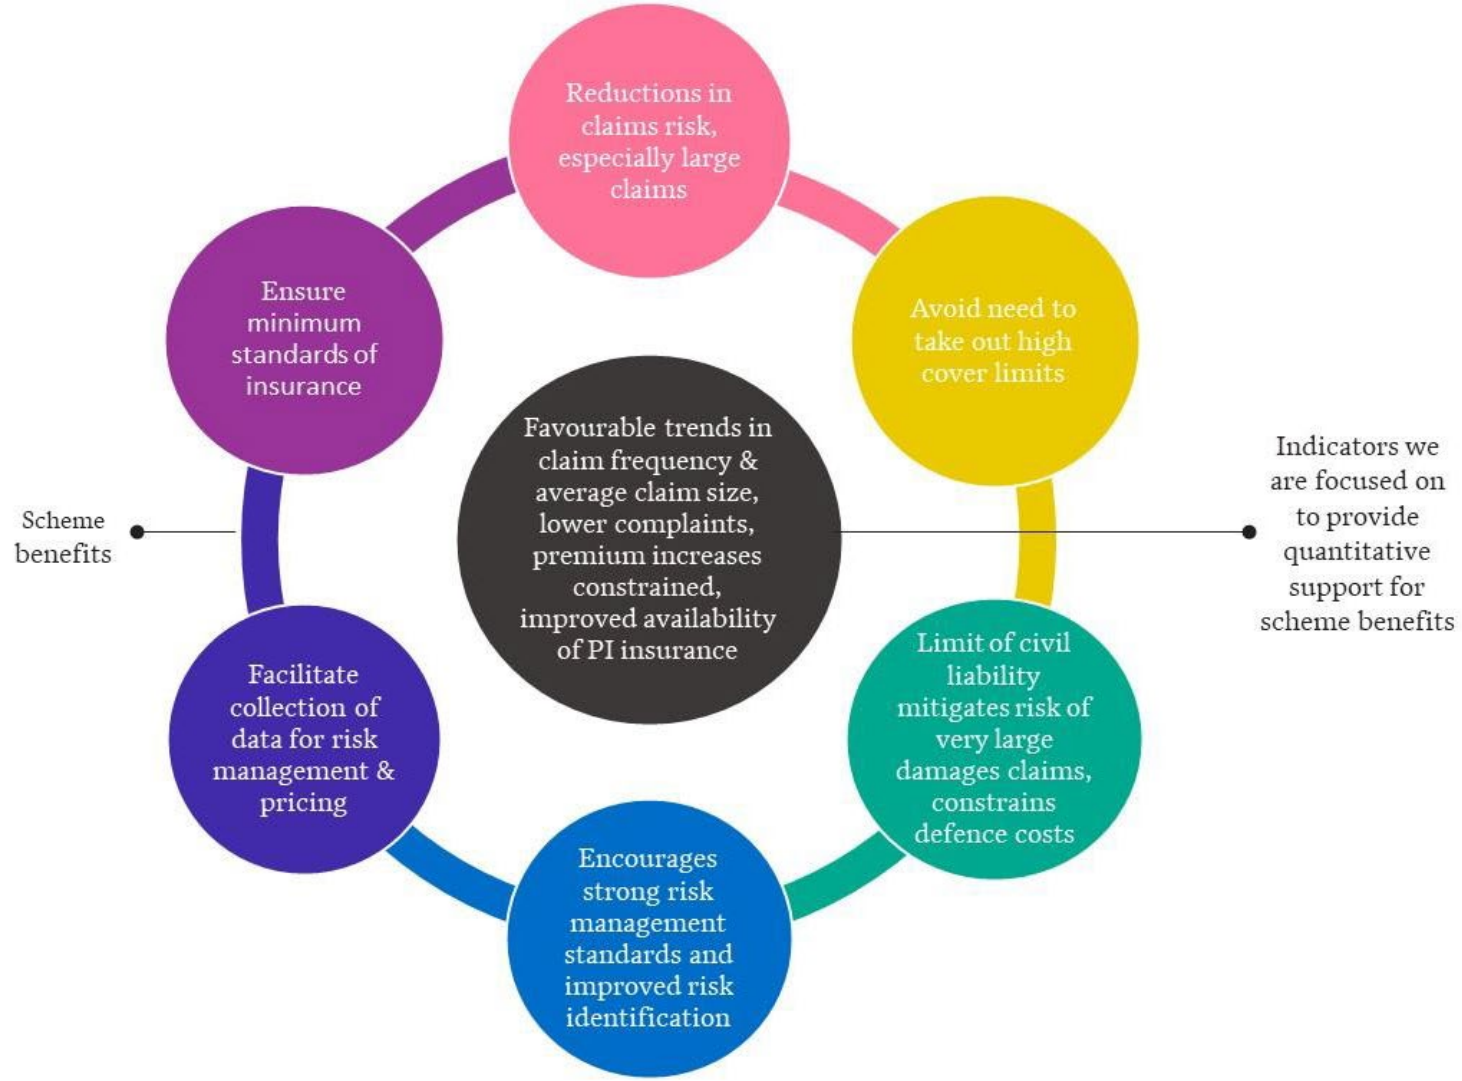 Reductions in
claims risk,
especially large
claims
Avoid need to
take out high
cover limits
Limit of civil
liability
mitigates risk of
very large
damages claims,
constrains
defence costs
Encourages
strong risk
management
standards and
improved risk
identification
Facilitate
collection of
data for risk
management &
pricing
Ensure
minimum
standards of
insurance
Favourable trends in
claim frequency &
average claim size,
lower complaints,
premium increases
constrained,
improved availability
of PI insurance
Scheme
benefits
Indicators we
are focused on
to provide
quantitative
support for
scheme benefits